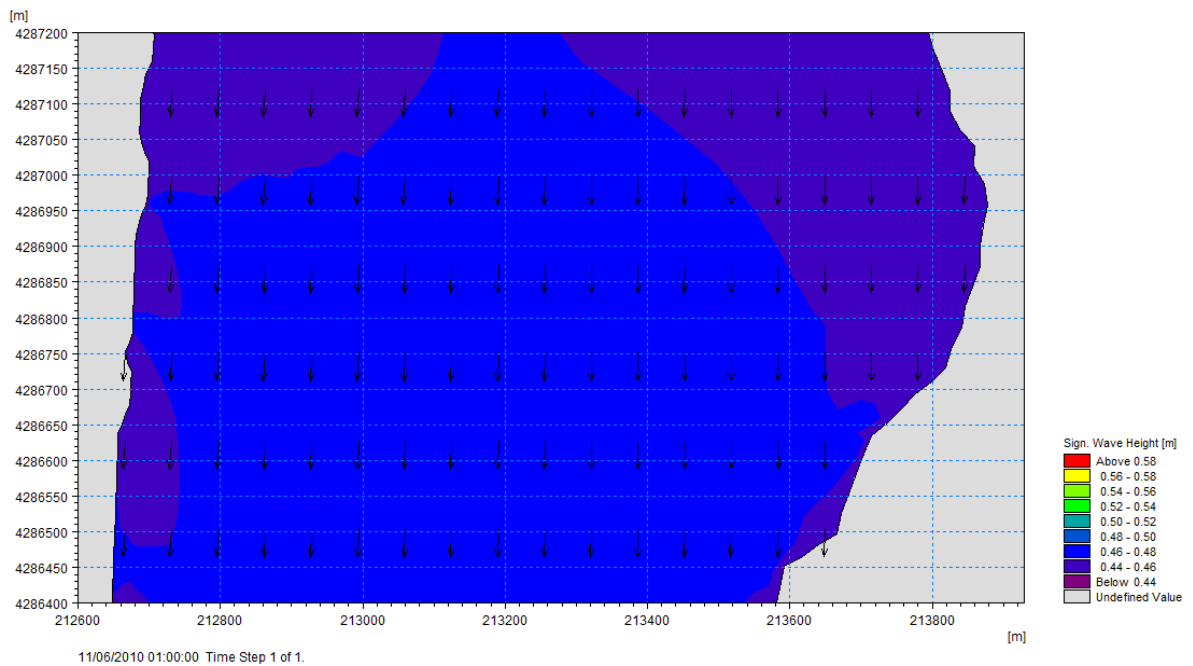 [m]
4287200
4287150
4287100
4287050
4287000
4286950
4286900
4286850
4286800
4286750
4286700
4286650
4286600
4286550
4286500
4286450
4286400
212600 212800 213000 213200 213400 213600 213800
[m]
11/06/2010 01:00:00 Time Step 1 of 1.
Sign. Wave Height [m]
Above 0.58
0.56 - 0.58
0.54 - 0.56
0.52 - 0.54
0.50 - 0.52
0.48 - 0.50
0.46 - 0.48
0.44 - 0.46
Below 0.44
Undefined Value